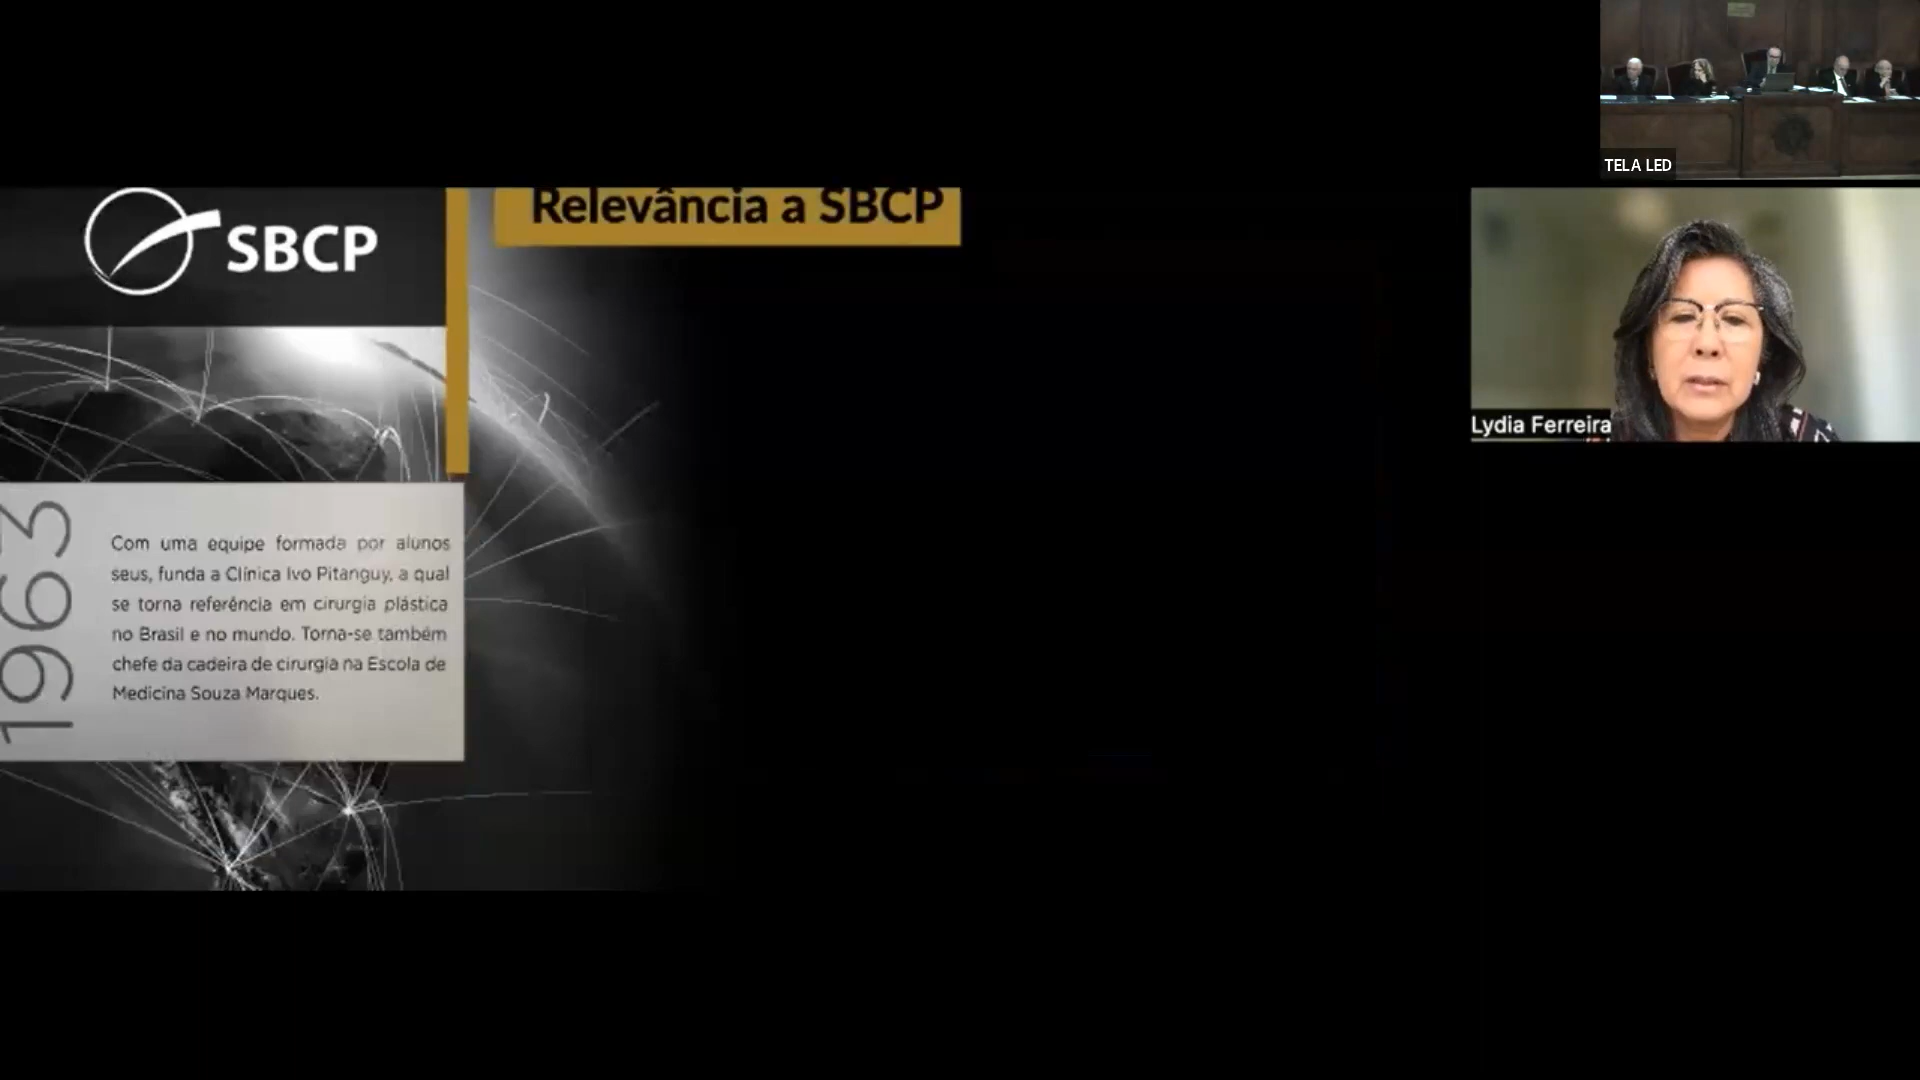 TELA LED
Relevância a SBCP
SBCP
Lydia Ferreira
1963
Com uma equipe formada por alunos
seus, funda a Clínica Ivo Pitanguy, a qual
se torna referência em cirurgia plástica
no Brasil e no mundo. Torna-se também
chefe da cadeira de cirurgia na Escola de
Medicina Souza Marques.